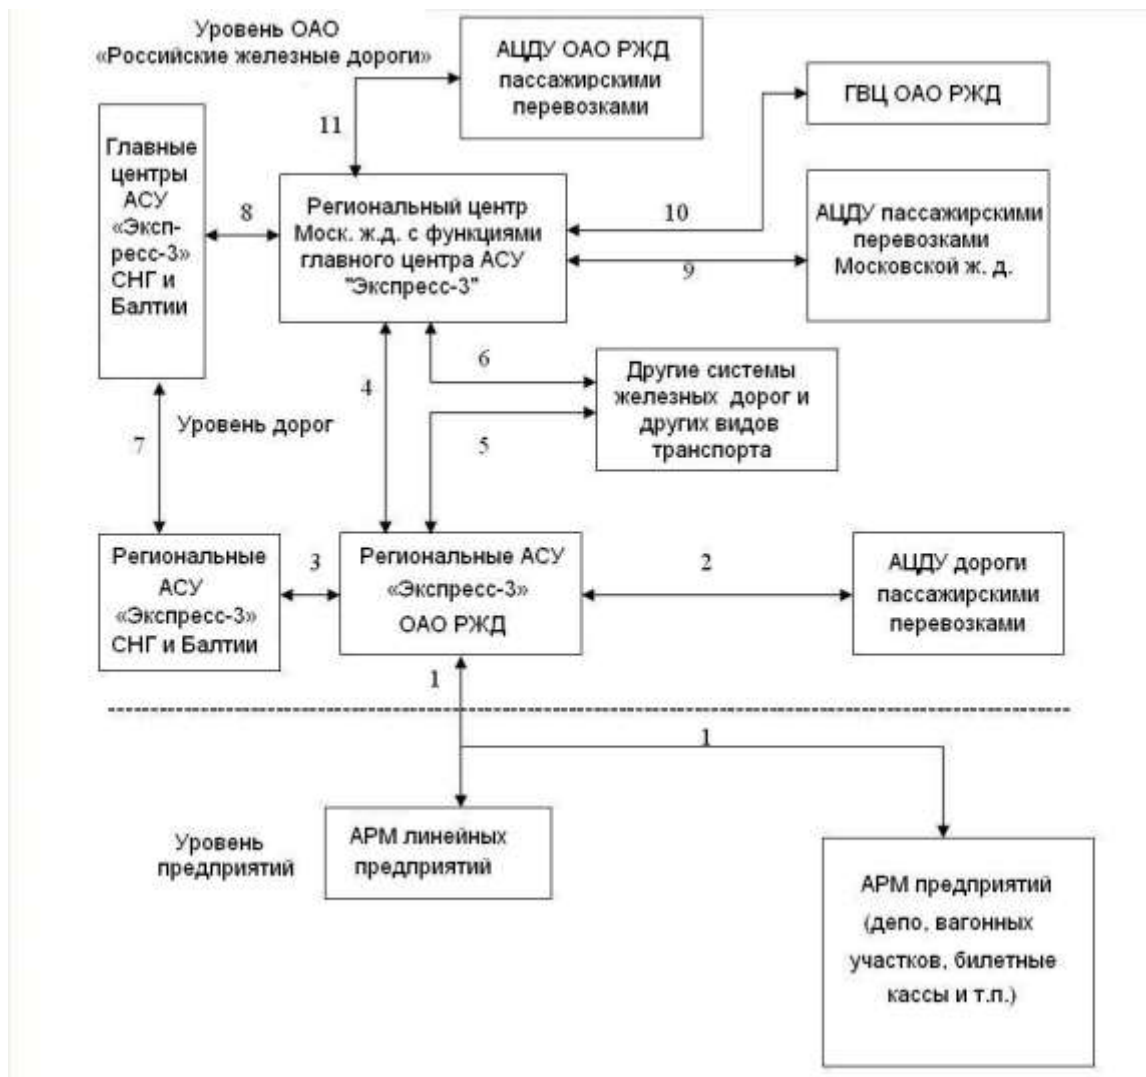 Уровень ОАО
«Российские железные дороги»
АЦДУ ОАО РЖД
пассажирскими
перевозками
ГВЦ ОАО РЖД
11
Главные
центры
АСУ
«Эксп-
ресс-3»
СНГ и
Балтии
8
Региональный центр
Моск. ж.д. с функциями
главного центра АСУ
"Экспресс-3"
10
9
АЦДУ пассажирскими
перевозками
Московской ж. д.
4
6
5
Другие системы
железных дорог и
других видов
транспорта
7
Уровень дорог
Региональные
АСУ
«Экспресс-3»
СНГ и Балтии
3
Региональные АСУ
«Экспресс-3»
ОАО РЖД
2
АЦДУ дороги
пассажирскими
перевозками
1
1
Уровень
предприятий
АРМ линейных
предприятий
АРМ предприятий
(депо, вагонных
участков, билетные
кассы и т.п.)